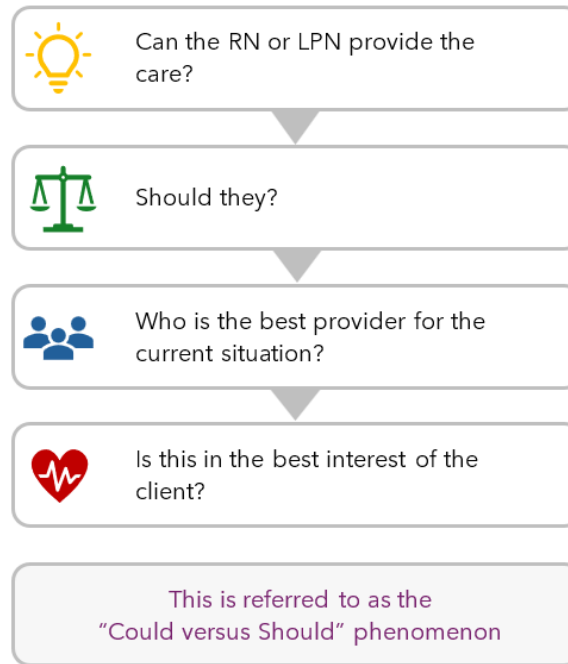 Can the RN or LPN provide the
care?
Should they?
Who is the best provider for the
current situation?
Is this in the best interest of the
client?
This is referred to as the
“Could versus Should” phenomenon